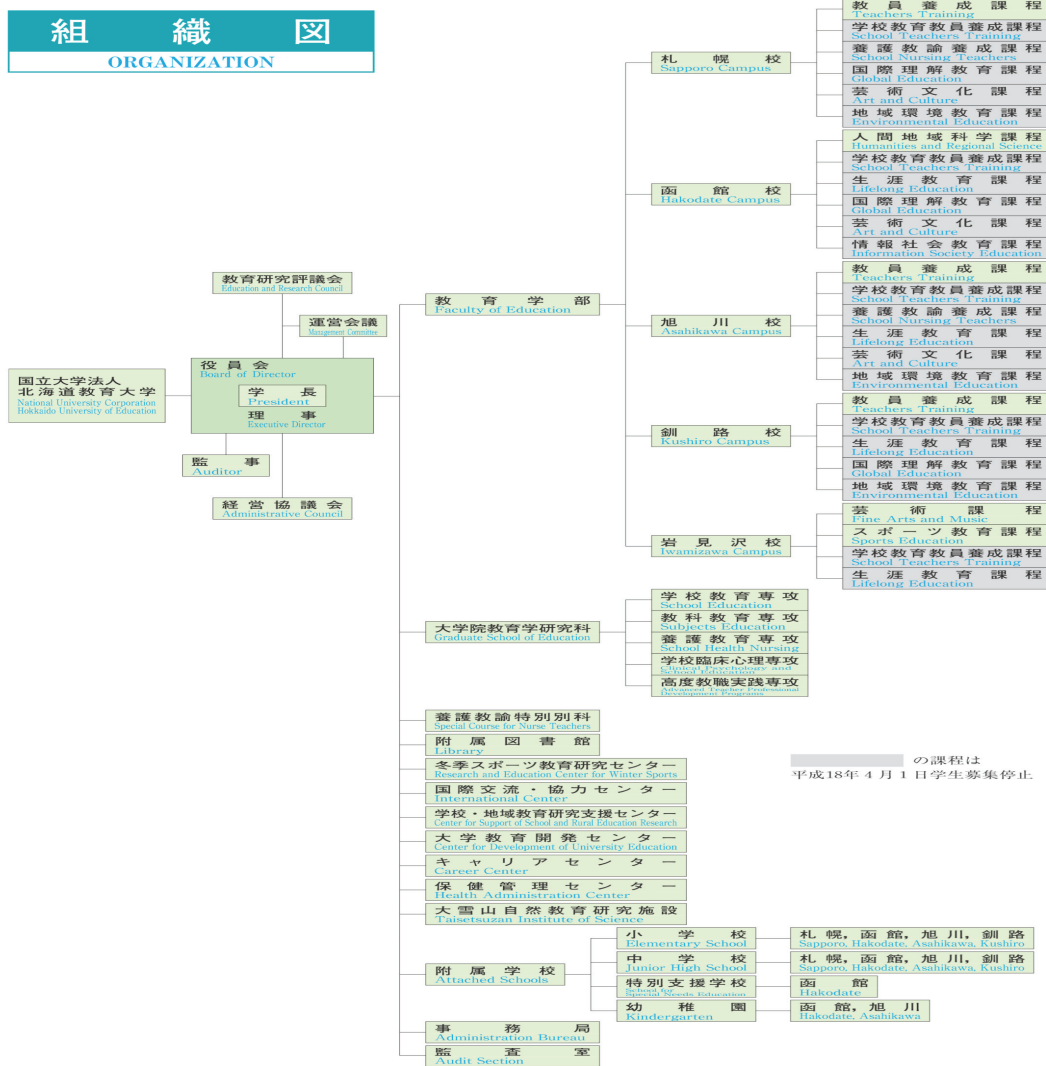 組織図
ORGANIZATION
国立大学法人
北海道教育大学
National University Corporation
Hokkaido University of Education
教育研究評議会
Education and Research Council
運営会議
Management Committee
役員会
Board of Director
学長
President
理事
Executive Director
監事
Auditor
経営協議会
Administrative Council
教育学部
Faculty of Education
札幌校
Sapporo Campus
教員養成課程
Teachers Training
学校教育教員養成課程
School Teachers Training
養護教諭養成課程
School Nursing Teachers
国際理解教育課程
Global Education
芸術文化課程
Art and Culture
地域環境教育課程
Environmental Education
函館校
Hakodate Campus
人間地域科学課程
Humanities and Regional Science
学校教育教員養成課程
School Teachers Training
生涯教育課程
Lifelong Education
国際理解教育課程
Global Education
芸術文化課程
Art and Culture
情報社会教育課程
Information Society Education
旭川校
Asahikawa Campus
教員養成課程
Teachers Training
学校教育教員養成課程
School Teachers Training
養護教諭養成課程
School Nursing Teachers
生涯教育課程
Lifelong Education
芸術文化課程
Art and Culture
地域環境教育課程
Environmental Education
釧路校
Kushiro Campus
教員養成課程
Teachers Training
学校教育教員養成課程
School Teachers Training
生涯教育課程
Lifelong Education
国際理解教育課程
Global Education
地域環境教育課程
Environmental Education
岩見沢校
Iwamizawa Campus
芸術課程
Fine Arts and Music
スポーツ教育課程
Sports Education
学校教育教員養成課程
School Teachers Training
生涯教育課程
Lifelong Education
大学院教育学研究科
Graduate School of Education
学校教育専攻
School Education
教科教育専攻
Subjects Education
養護教育専攻
School Health Nursing
学校臨床心理専攻
Clinical Psychology and
School Education
高度教職実践専攻
Advanced Teacher Professional
Development Programs
養護教諭特別別科
Special Course for Nurse Teachers
附属図書館
Library
冬季スポーツ教育研究センター
Research and Education Center for Winter Sports
国際交流・協力センター
International Center
学校・地域教育研究支援センター
Center for Support of School and Rural Education Research
大学教育開発センター
Center for Development of University Education
キャリアセンター
Career Center
保健管理センター
Health Administration Center
大雪山自然教育研究施設
Taisetsuzan Institute of Science
の課程は
平成18年4月1日学生募集停止
附属学校
Attached Schools
小学校
Elementary School
札幌，函館，旭川，釧路
Sapporo, Hakodate, Asahikawa, Kushiro
中学校
Junior High School
札幌，函館，旭川，釧路
Sapporo, Hakodate, Asahikawa, Kushiro
特別支援学校
School for
Special Needs Education
函館
Hakodate
幼稚園
Kindergarten
函館，旭川
Hakodate, Asahikawa
事務局
Administration Bureau
監査室
Audit Section